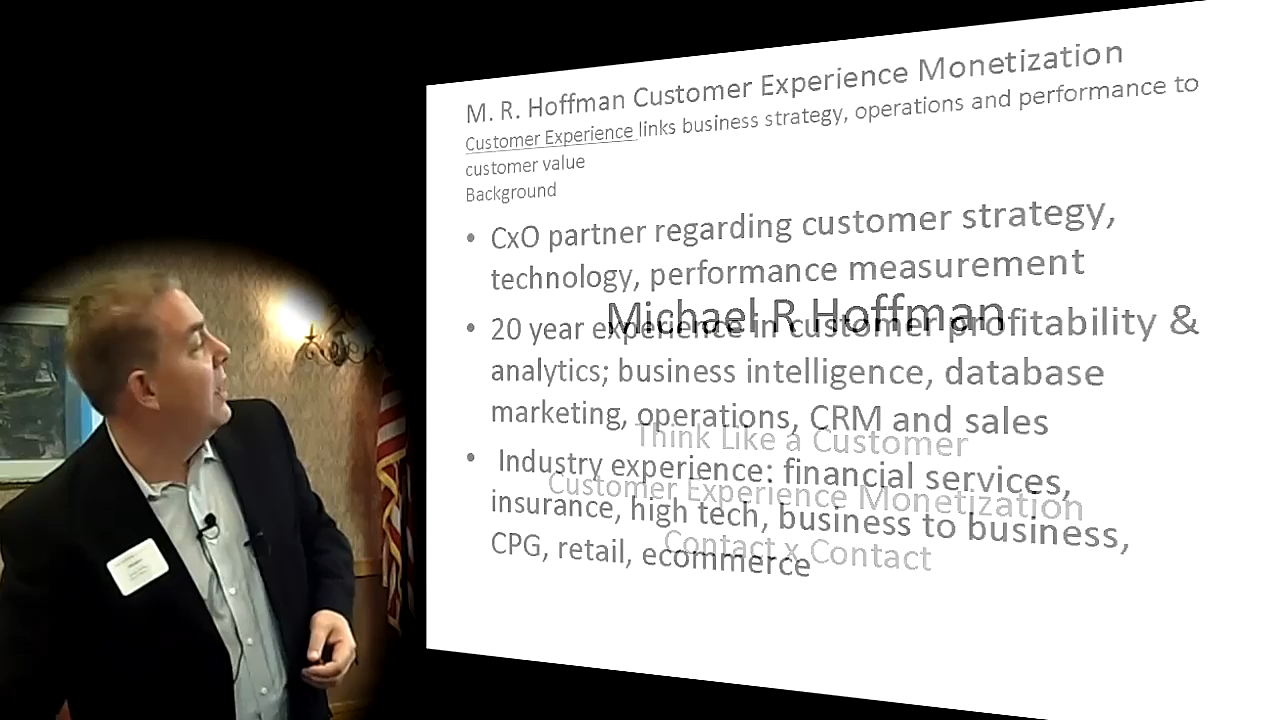 M. R. Hoffman Customer Experience Monetization
Customer Experience links business strategy, operations and performance to
customer value
Background
• CxO partner regarding customer strategy,
technology, performance measurement
Michael R Hoffman
• 20 year experience in customer profitability &
analytics; business intelligence, database
marketing, operations, CRM and sales
Think Like a Customer
• Industry experience: financial services,
Customer Experience Monetization
insurance, high tech, business to business,
Contact x Contact
CPG, retail, ecommerce